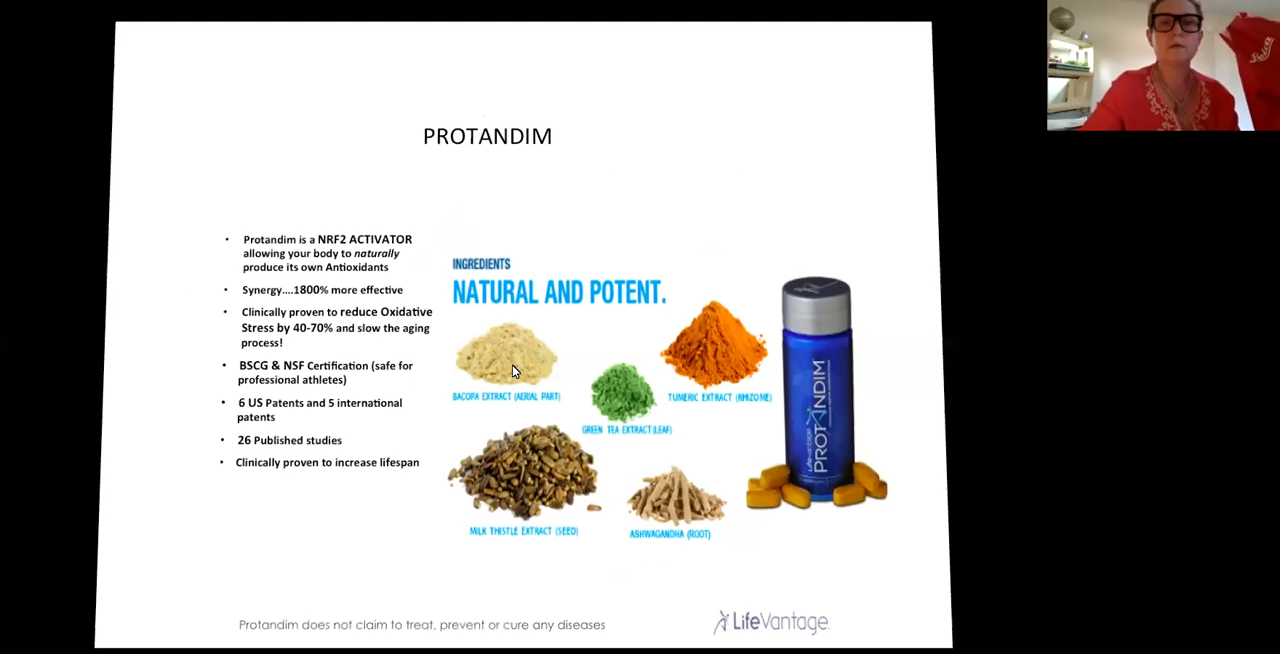 PROTANDIM
• Protandim is a NRF2 ACTIVATOR
allowing your body to naturally
produce its own Antioxidants
• Synergy....1800% more effective
• Clinically proven to reduce Oxidative
Stress by 40-70% and slow the aging
process!
• BSCG & NSF Certification (safe for
professional athletes)
• 6 US Patents and 5 international
patents
• 26 Published studies
• Clinically proven to increase lifespan
INGREDIENTS
NATURAL AND POTENT.
BACOPA EXTRACT (AERIAL PART)
TUMERIC EXTRACT (RHIZOME)
GREEN TEA EXTRACT (LEAF)
MILK THISTLE EXTRACT (SEED)
ASHWAGANDHA (ROOT)
LifeVantage
PROTANDIM
Protandim does not claim to treat, prevent or cure any diseases
LifeVantage